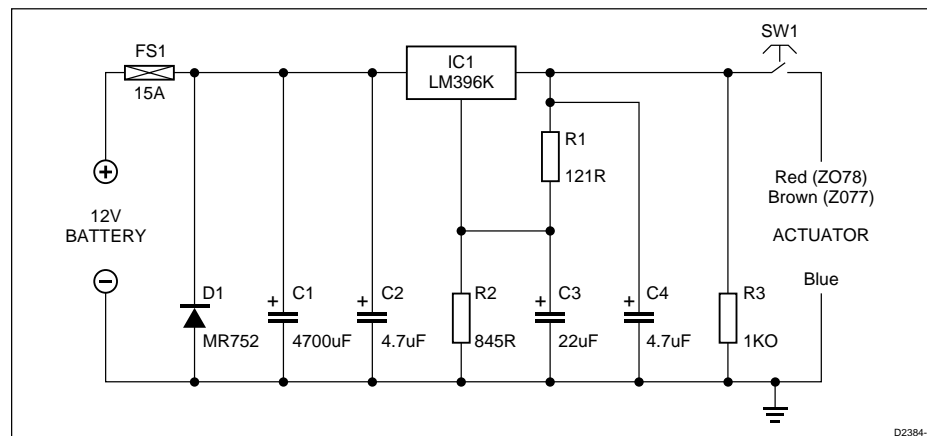 SW1
FS1
15A
IC1
LM396K
R1
121R
Red (ZO78)
Brown (Z077)
12V
BATTERY
ACTUATOR
Blue
D1
MR752
+ C1
4700uF
+ C2
4.7uF
R2
845R
+ C3
22uF
+ C4
4.7uF
R3
1KO
D2384-